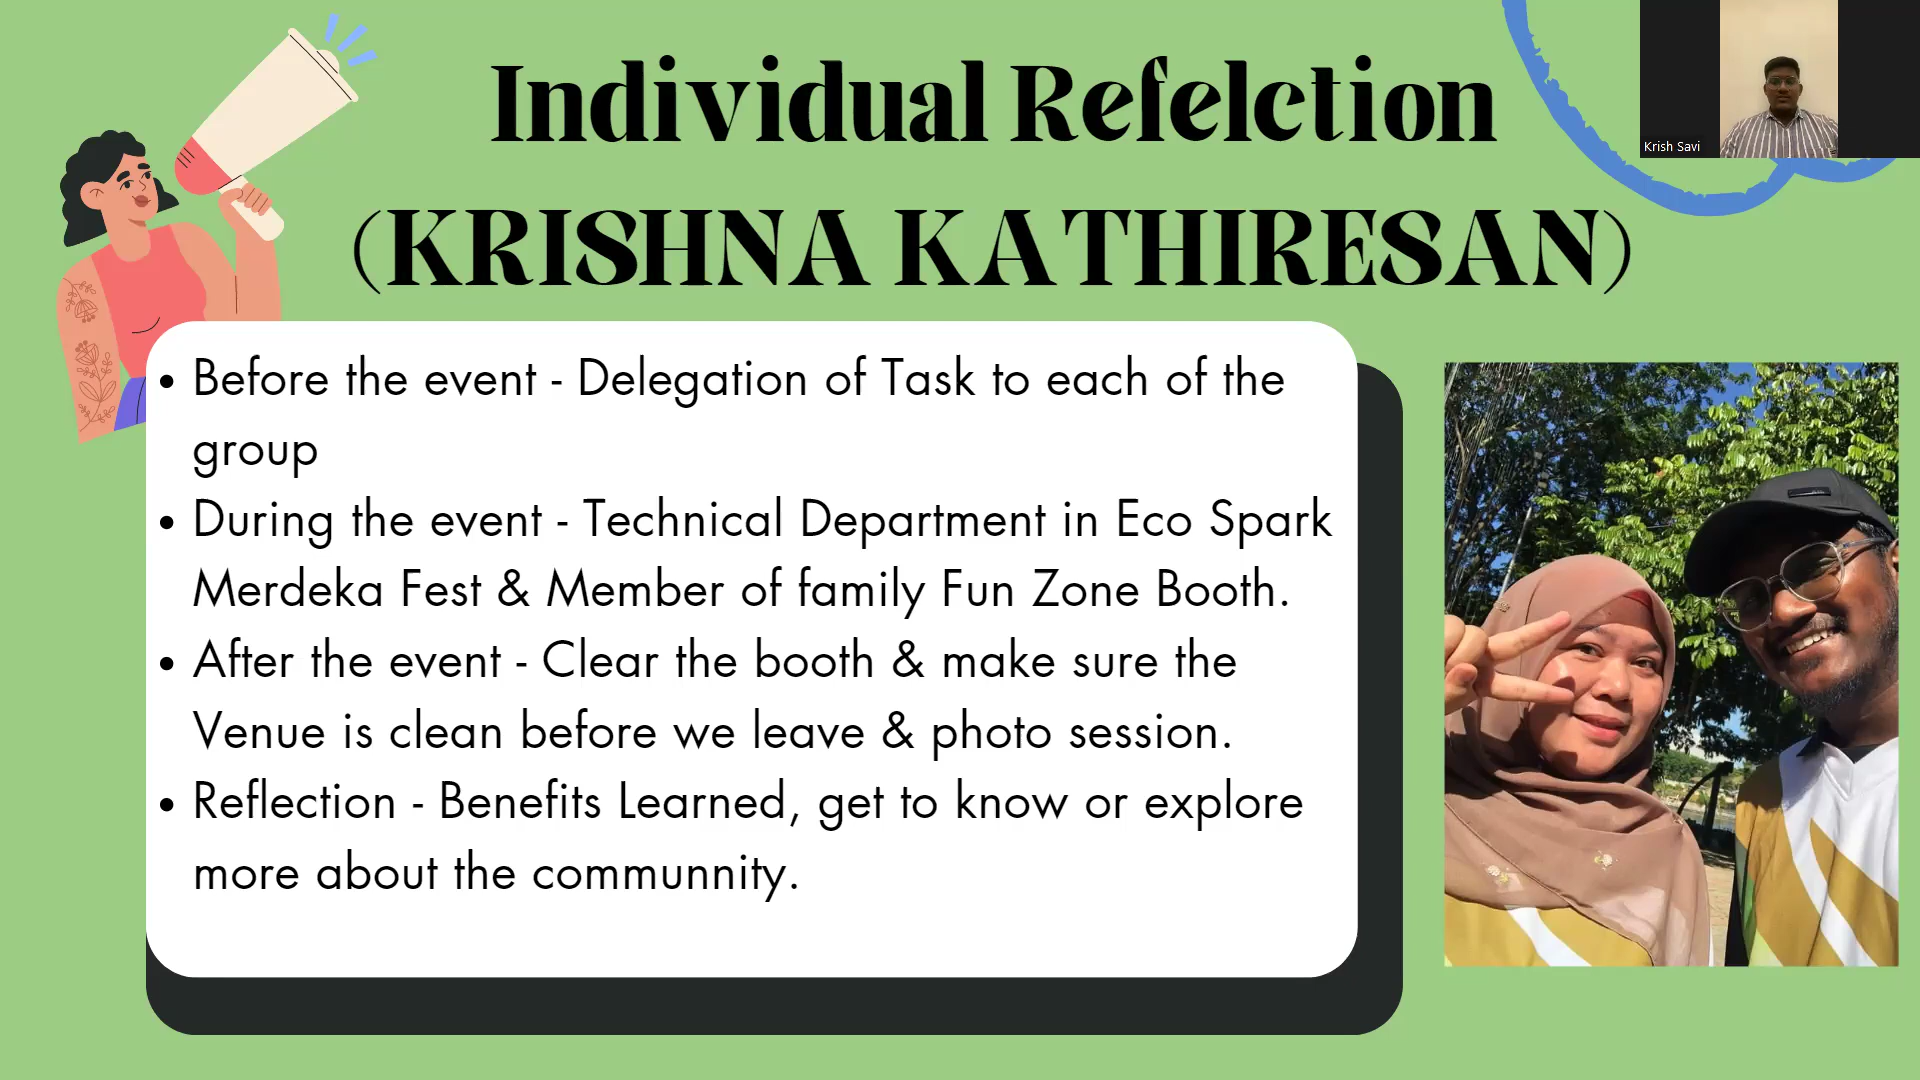 Individual Refelction
(KRISHNA KATHIRESAN)
Krish Savi
• Before the event - Delegation of Task to each of the
group
• During the event - Technical Department in Eco Spark
Merdeka Fest & Member of family Fun Zone Booth.
• After the event - Clear the booth & make sure the
Venue is clean before we leave & photo session.
• Reflection - Benefits Learned, get to know or explore
more about the communnity.